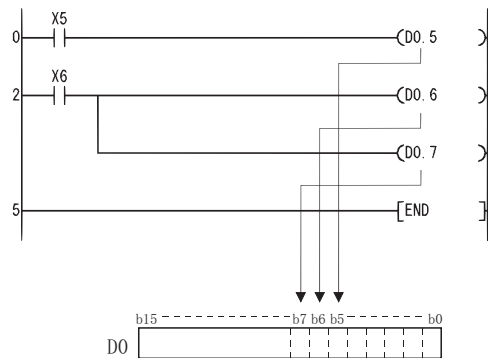 X5
0 (D0.5 )
X6
2 (D0.6 )
(D0.7 )
5 [END ]
b15 b7 b6 b5 b0
D0